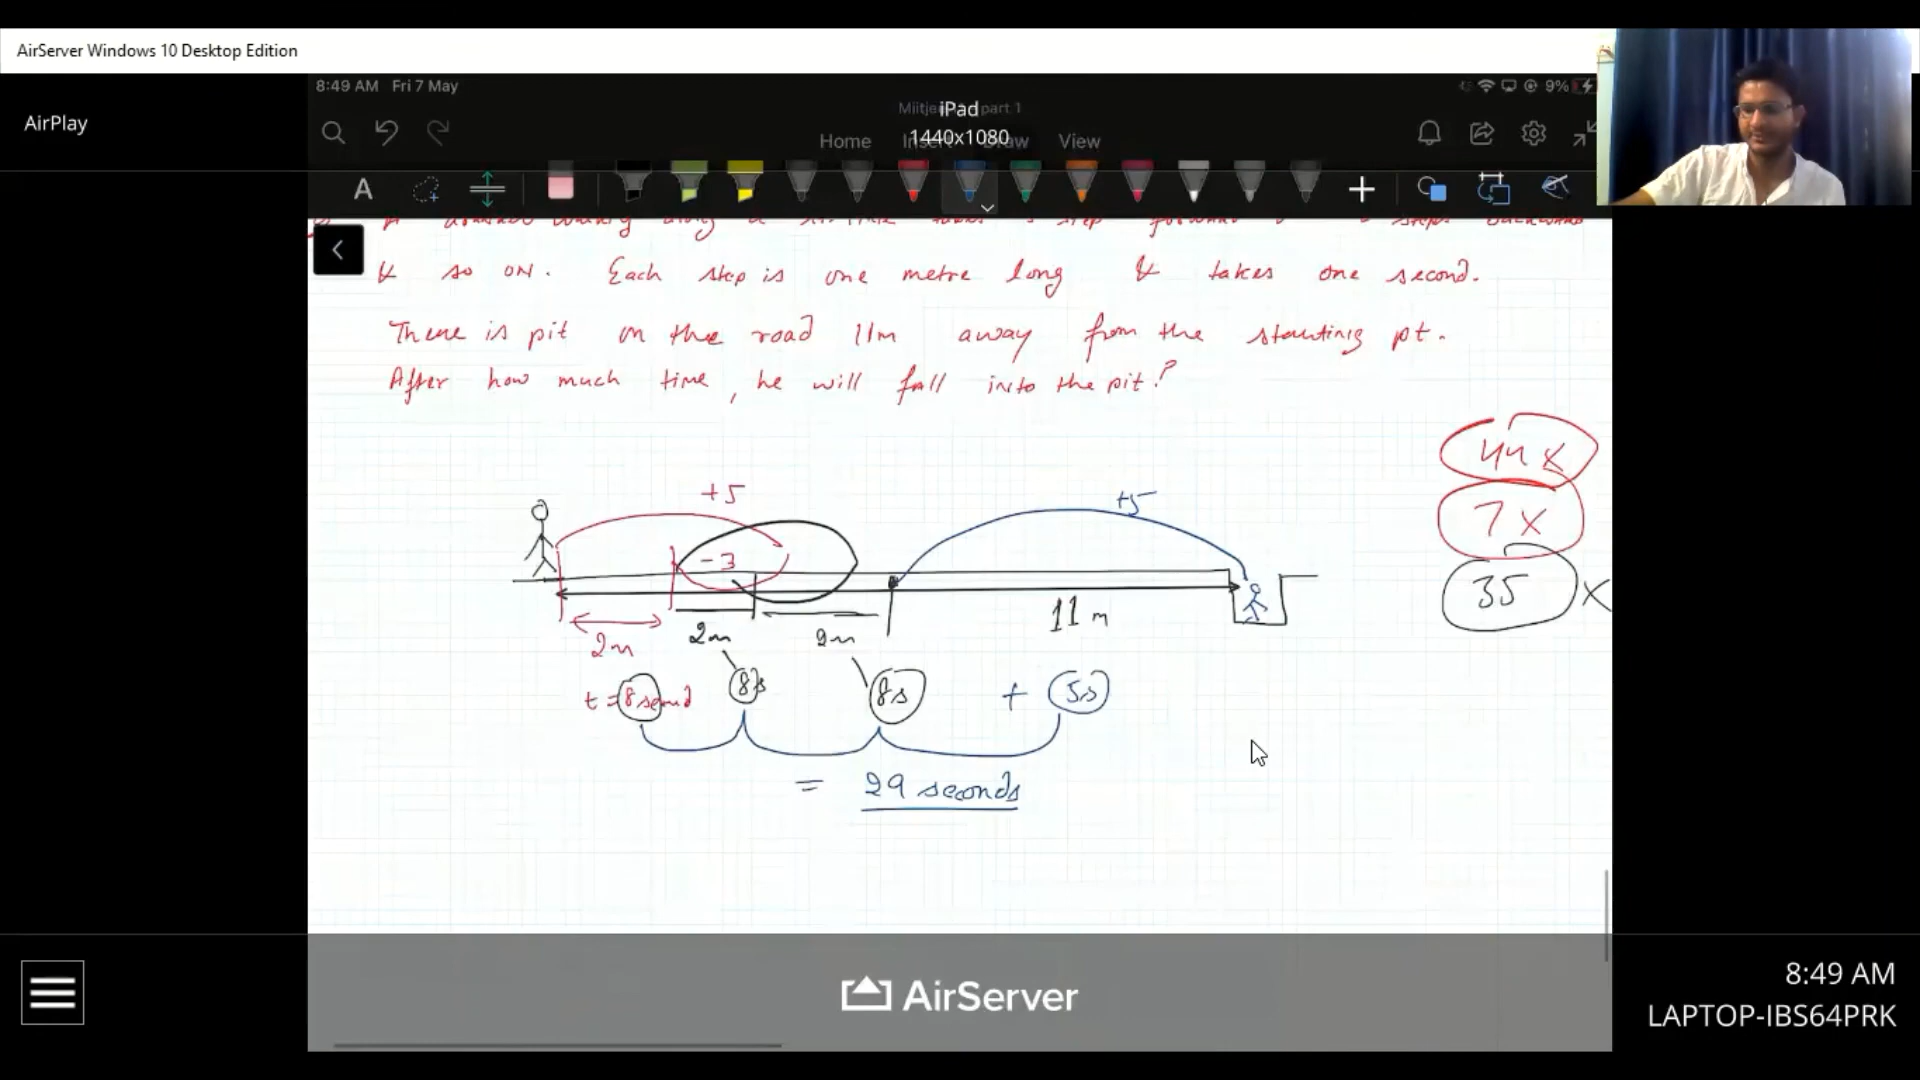 AirServer Windows 10 Desktop Edition
AirPlay
8:49 AM Fri 7 May
iPad
part 1
9%
1440x1080
Home
Draw
View
A
& so on. Each step is one metre long & takes one second.
There is pit on the road 11m away from the starting pt.
After how much time, he will fall into the pit?
44 x
7 x
35 x
+5
+5
-3
11 m
2m
2m
2m
t = 8 second
8s
8s
+ 5s
= 29 seconds
AirServer
8:49 AM
LAPTOP-IBS64PRK